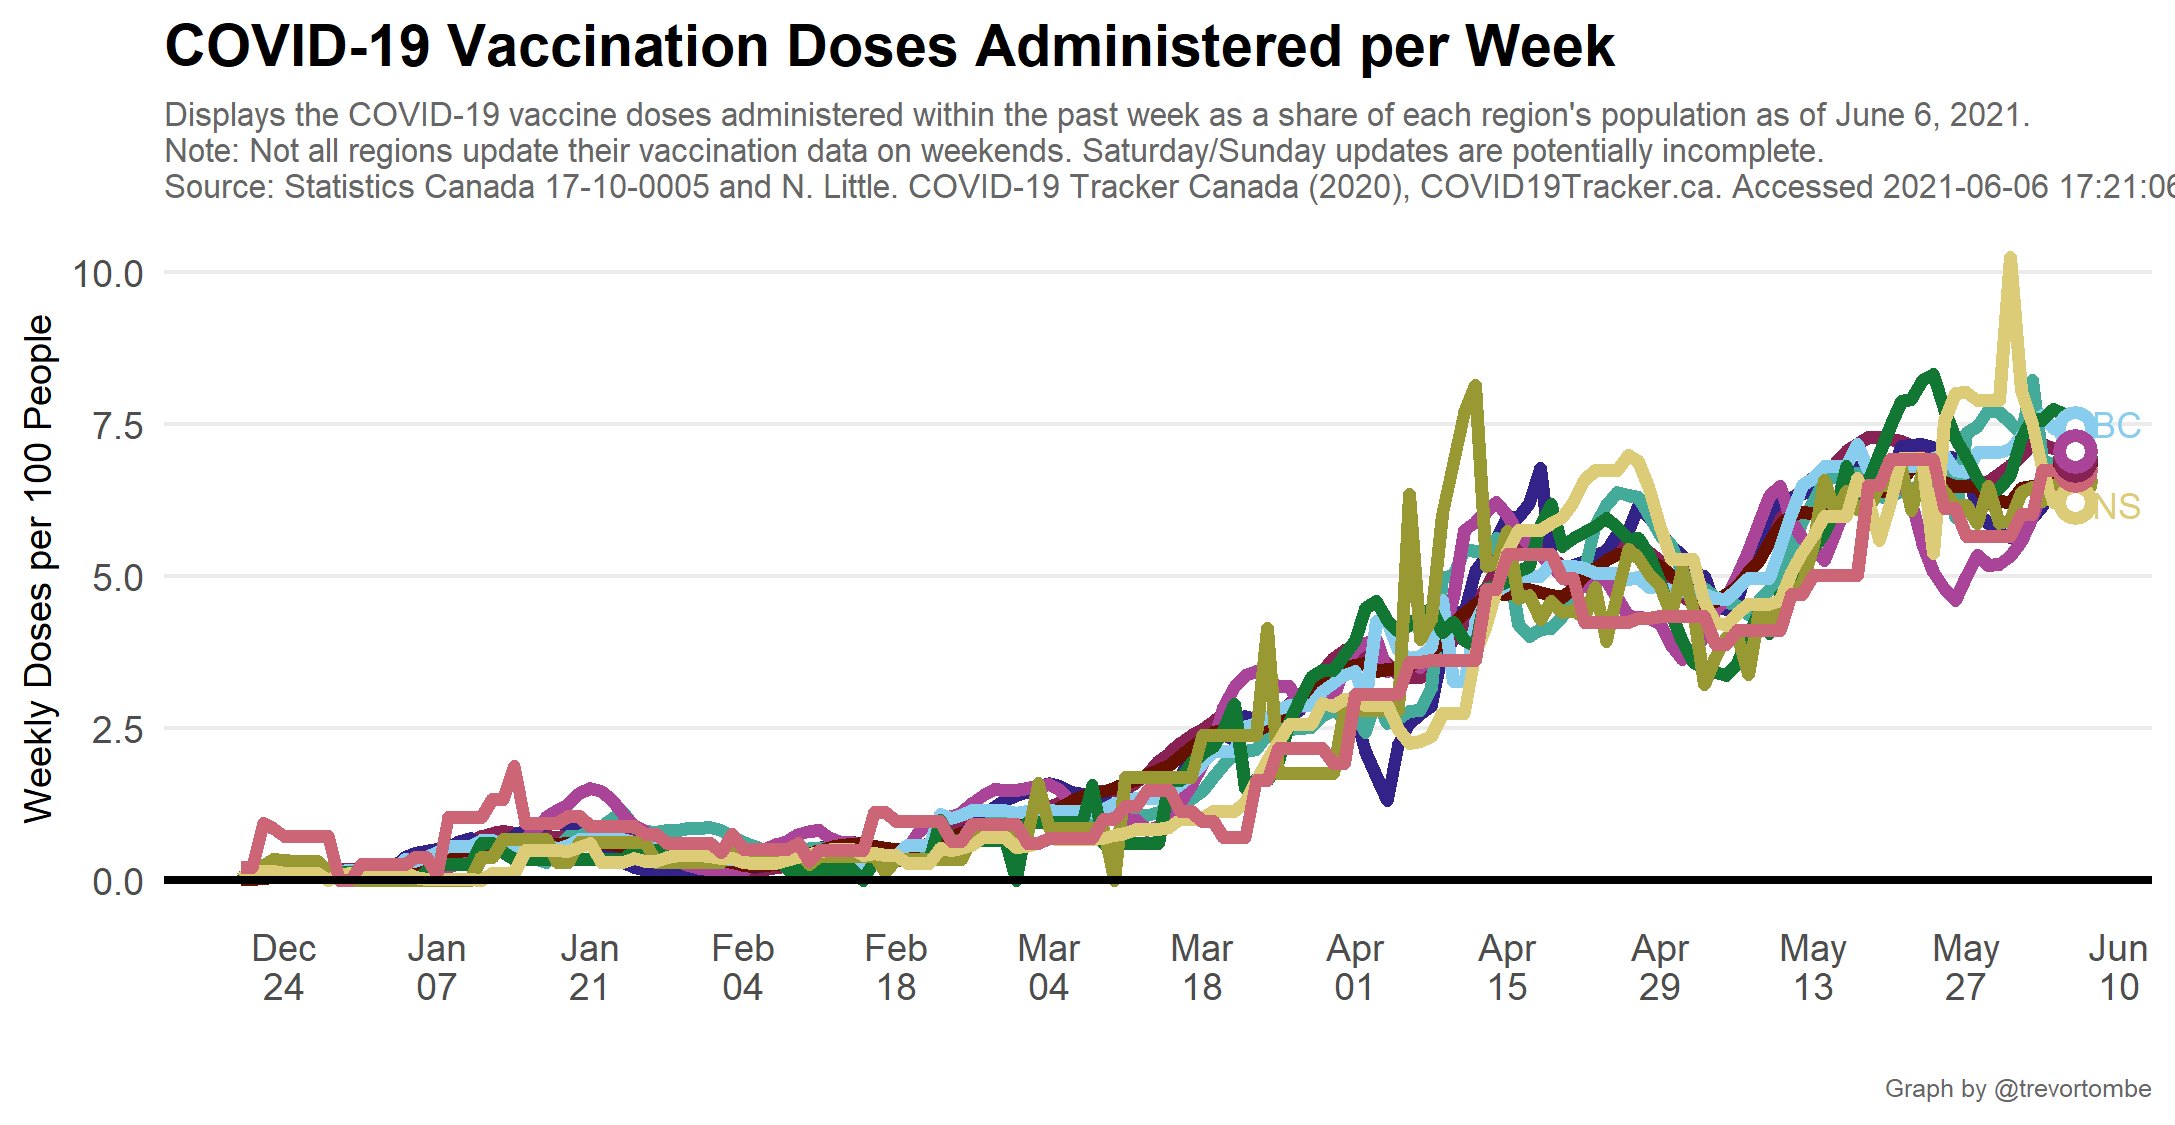 COVID-19 Vaccination Doses Administered per Week
Displays the COVID-19 vaccine doses administered within the past week as a share of each region's population as of June 6, 2021.
Note: Not all regions update their vaccination data on weekends. Saturday/Sunday updates are potentially incomplete.
Source: Statistics Canada 17-10-0005 and N. Little. COVID-19 Tracker Canada (2020), COVID19Tracker.ca. Accessed 2021-06-06 17:21:06
Weekly Doses per 100 People
10.0
7.5
5.0
2.5
0.0
BC
NS
Dec 24
Jan 07
Jan 21
Feb 04
Feb 18
Mar 04
Mar 18
Apr 01
Apr 15
Apr 29
May 13
May 27
Jun 10
Graph by @trevortombe